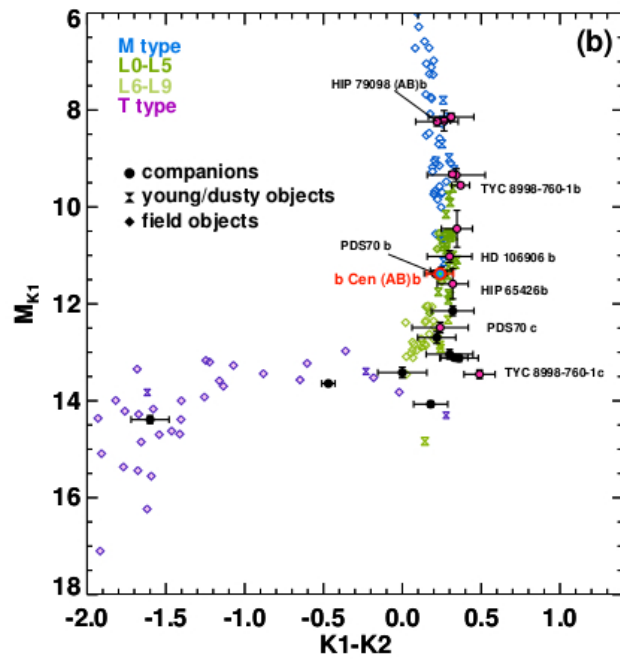 (b)
M type
L0-L5
L6-L9
T type
companions
young/dusty objects
field objects
HIP 79098 (AB)b
TYC 8998-760-1b
PDS70 b
HD 106906 b
b Cen (AB)b
HIP 65426b
PDS70 c
TYC 8998-760-1c
6
8
10
12
14
16
18
MK1
-2.0 -1.5 -1.0 -0.5 0.0 0.5 1.0
K1-K2